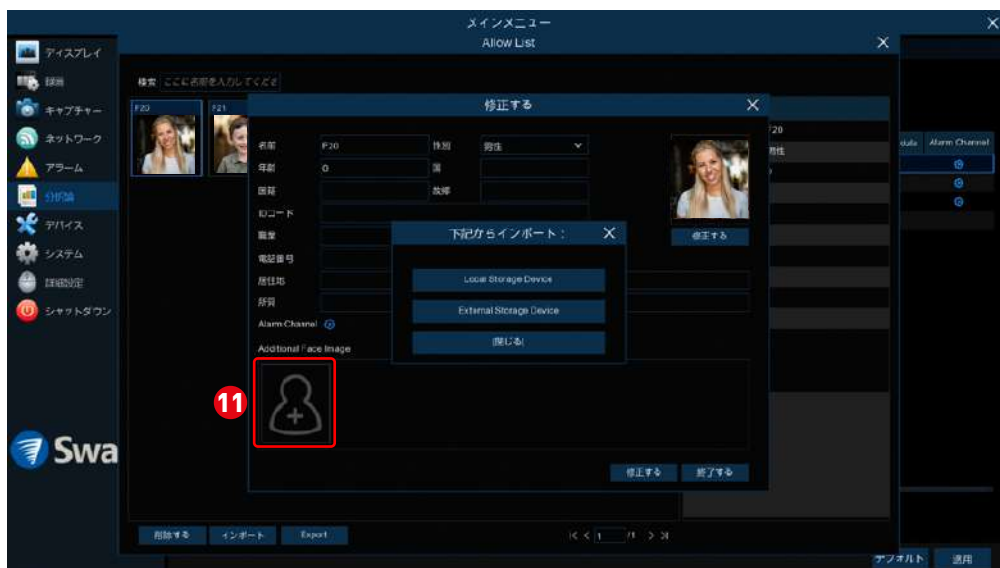 メインメニュー
Allow List
ディスプレイ
録画
キャプチャー
ネットワーク
アラーム
分析論
デバイス
システム
詳細設定
シャットダウン
Swa
検索 ここに名前を入力してくださ
F20
F21
修正する
名前 F20 性別 男性
年齢 0 国
国籍
IDコード
職業
電話番号
居住地
Alarm Channel
Additional Face Image
修正する
下記からインポート：
Local Storage Device
External Storage Device
閉じる
11
修正する 終了する
F20
男性
Alarm Channel
削除する インポート Export
1 /1
デフォルト 適用